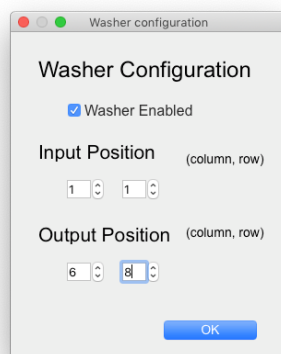 Washer configuration
Washer Configuration
Washer Enabled
Input Position (column, row)
1 1
Output Position (column, row)
6 8
OK